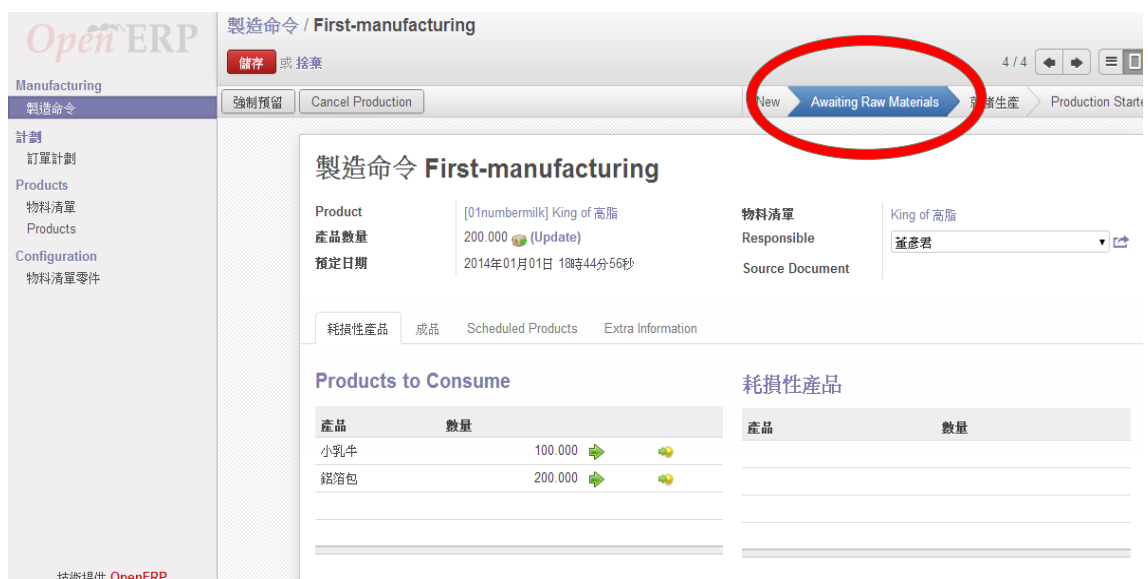 OpenERP
Manufacturing
製造命令
計劃
訂單計劃
Products
物料清單
Products
Configuration
物料清單零件
技術提供 OpenERP
製造命令 / First-manufacturing
儲存 或 捨棄
4 / 4
強制預留 Cancel Production
New Awaiting Raw Materials 就緒生產 Production Starte
製造命令 First-manufacturing
Product [01numbermilk] King of 高脂
產品數量 200.000 (Update)
預定日期 2014年01月01日 18時44分56秒
物料清單 King of 高脂
Responsible 董彥君
Source Document
耗損性產品 成品 Scheduled Products Extra Information
Products to Consume
產品 數量
小乳牛 100.000
鋁箔包 200.000
耗損性產品
產品 數量